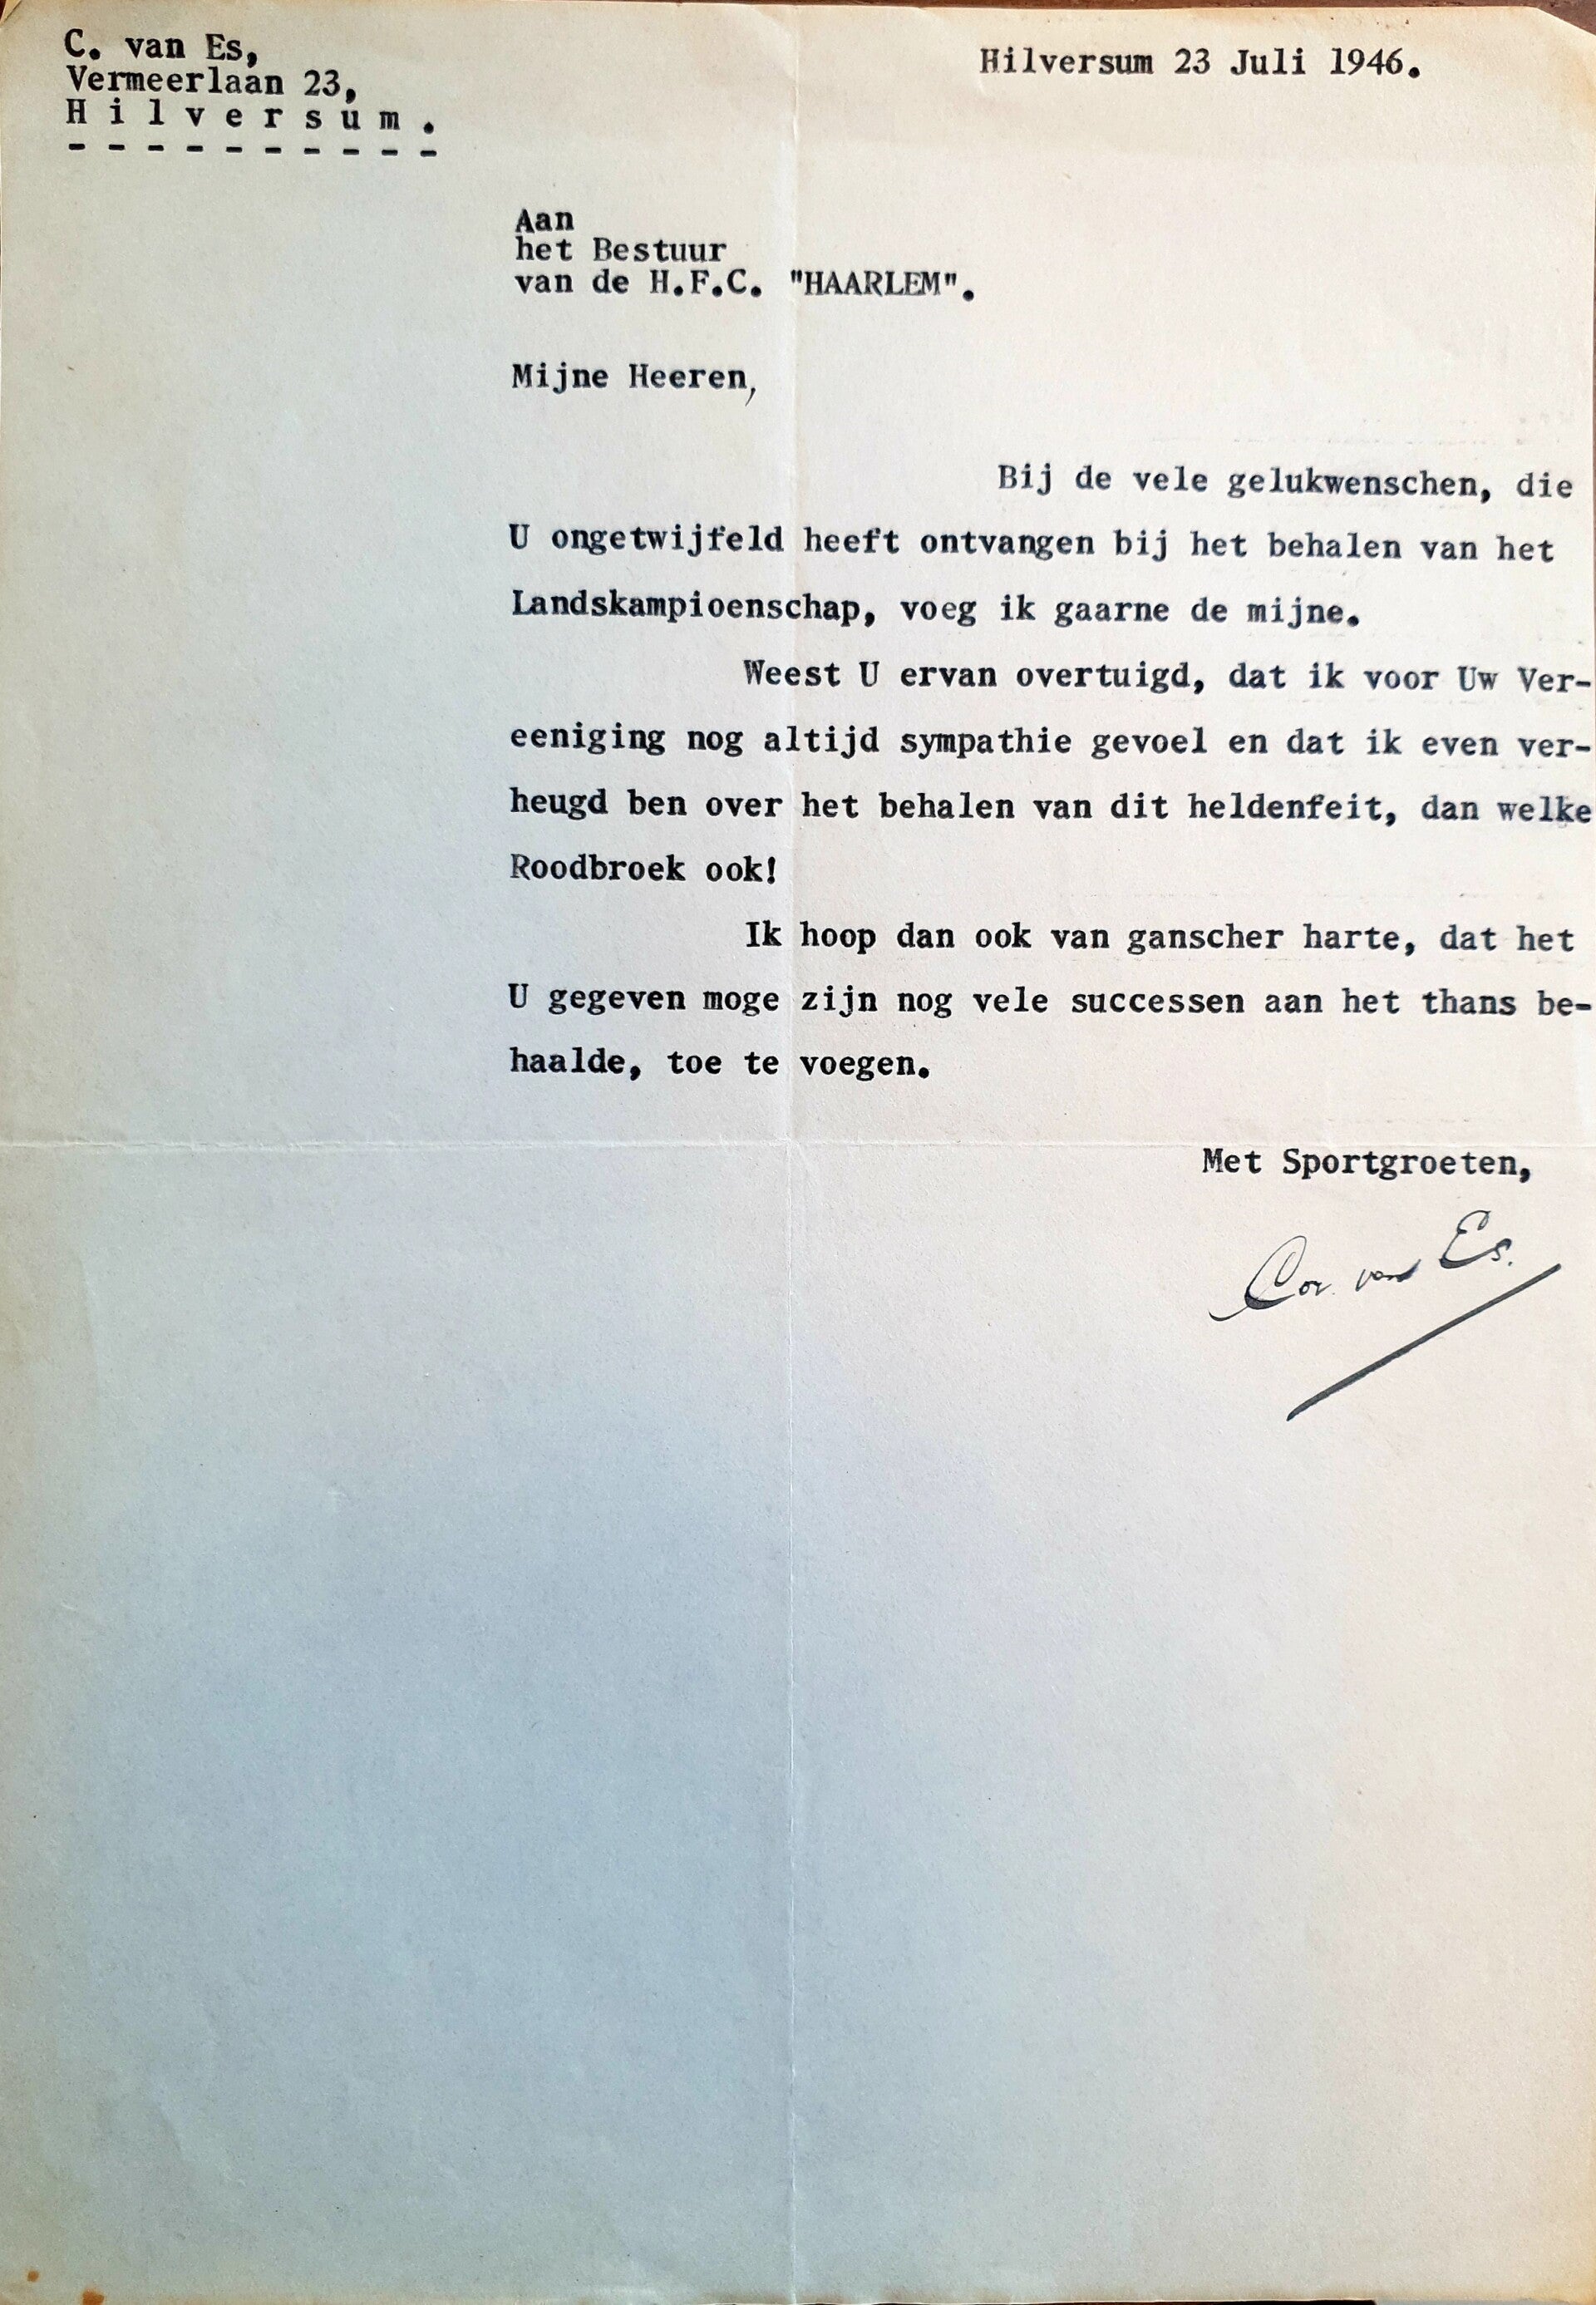 C. van Es,
Vermeerlaan 23,
H i l v e r s u m .
- - - - - - - - - -
Hilversum 23 Juli 1946.
Aan
het Bestuur
van de H.F.C. "HAARLEM".
Mijne Heeren,
Bij de vele gelukwenschen, die
U ongetwijfeld heeft ontvangen bij het behalen van het
Landskampioenschap, voeg ik gaarne de mijne.
Weest U ervan overtuigd, dat ik voor Uw Ver-
eeniging nog altijd sympathie gevoel en dat ik even ver-
heugd ben over het behalen van dit heldenfeit, dan welke
Roodbroek ook!
Ik hoop dan ook van ganscher harte, dat het
U gegeven moge zijn nog vele successen aan het thans be-
haalde, toe te voegen.
Met Sportgroeten,
Cor. van Es.